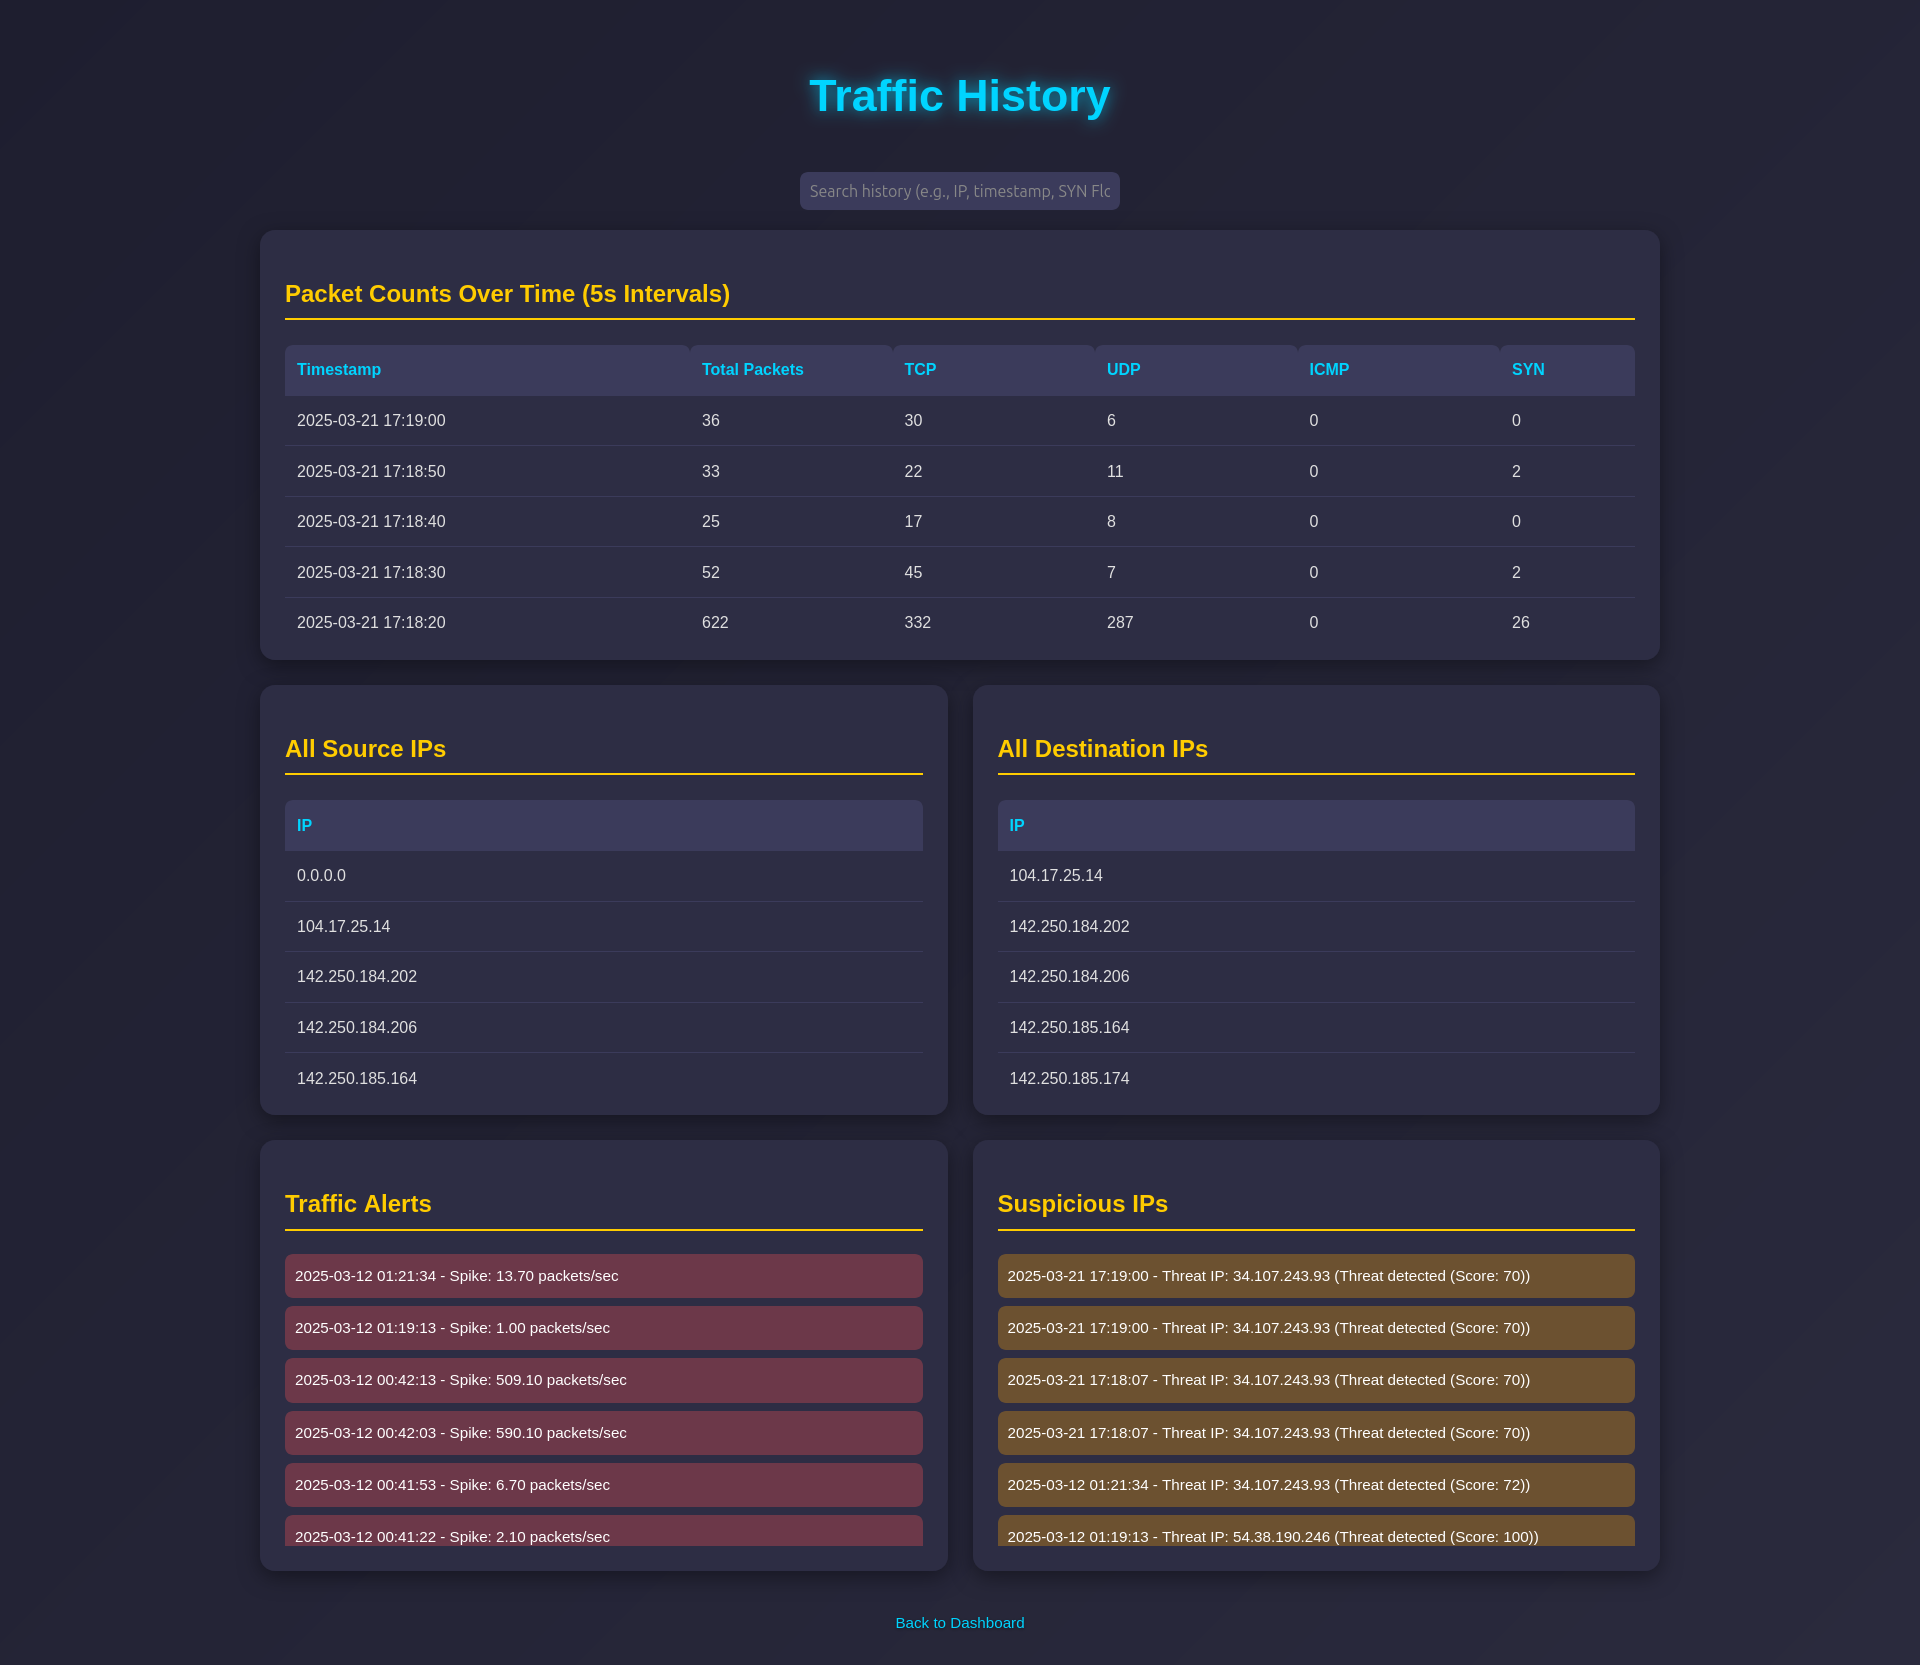 Traffic History
Search history (e.g., IP, timestamp, SYN Flo
Packet Counts Over Time (5s Intervals)
Timestamp Total Packets TCP UDP ICMP SYN
2025-03-21 17:19:00 36 30 6 0 0
2025-03-21 17:18:50 33 22 11 0 2
2025-03-21 17:18:40 25 17 8 0 0
2025-03-21 17:18:30 52 45 7 0 2
2025-03-21 17:18:20 622 332 287 0 26
All Source IPs
IP
0.0.0.0
104.17.25.14
142.250.184.202
142.250.184.206
142.250.185.164
All Destination IPs
IP
104.17.25.14
142.250.184.202
142.250.184.206
142.250.185.164
142.250.185.174
Traffic Alerts
2025-03-12 01:21:34 - Spike: 13.70 packets/sec
2025-03-12 01:19:13 - Spike: 1.00 packets/sec
2025-03-12 00:42:13 - Spike: 509.10 packets/sec
2025-03-12 00:42:03 - Spike: 590.10 packets/sec
2025-03-12 00:41:53 - Spike: 6.70 packets/sec
2025-03-12 00:41:22 - Spike: 2.10 packets/sec
Suspicious IPs
2025-03-21 17:19:00 - Threat IP: 34.107.243.93 (Threat detected (Score: 70))
2025-03-21 17:19:00 - Threat IP: 34.107.243.93 (Threat detected (Score: 70))
2025-03-21 17:18:07 - Threat IP: 34.107.243.93 (Threat detected (Score: 70))
2025-03-21 17:18:07 - Threat IP: 34.107.243.93 (Threat detected (Score: 70))
2025-03-12 01:21:34 - Threat IP: 34.107.243.93 (Threat detected (Score: 72))
2025-03-12 01:19:13 - Threat IP: 54.38.190.246 (Threat detected (Score: 100))
Back to Dashboard